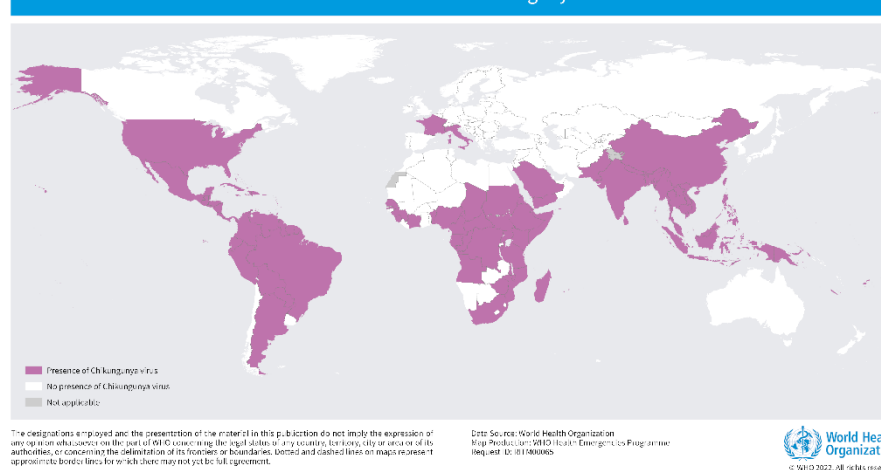 Presence of Chikungunya virus
No presence of Chikungunya virus
Not applicable
The designations employed and the presentation of the material in this publication do not imply the expression of
any opinion whatsoever on the part of WHO concerning the legal status of any country, territory, city or area or of its
authorities, or concerning the delimitation of its frontiers or boundaries. Dotted and dashed lines on maps represent
approximate border lines for which there may not yet be full agreement.
Data Source: World Health Organization
Map Production: WHO Health Emergencies Programme
Request ID: RITM00065
World Hea
Organizat
© WHO 2022. All rights rese